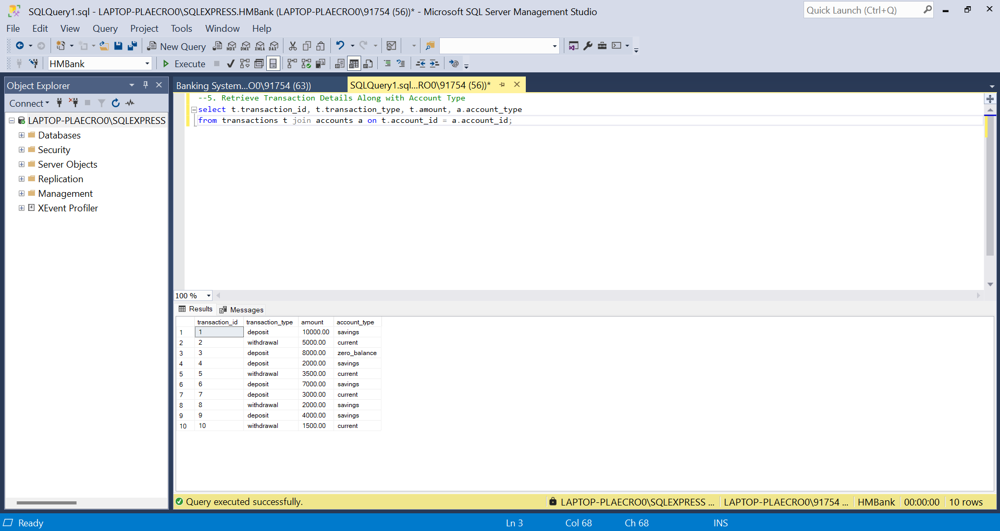 SQLQuery1.sql - LAPTOP-PLAECRO0\SQLEXPRESS.HMBank (LAPTOP-PLAECRO0\91754 (56))* - Microsoft SQL Server Management Studio
Quick Launch (Ctrl+Q)
File Edit View Query Project Tools Window Help
New Query MDX DMX XMLA DAX
HMBank Execute
Object Explorer
Banking System...O0\91754 (63))
SQLQuery1.sql...RO0\91754 (56))*
Connect
LAPTOP-PLAECRO0\SQLEXPRESS
Databases
Security
Server Objects
Replication
Management
XEvent Profiler
--5. Retrieve Transaction Details Along with Account Type
select t.transaction_id, t.transaction_type, t.amount, a.account_type
from transactions t join accounts a on t.account_id = a.account_id;
100 %
Results Messages
transaction_id transaction_type amount account_type
1 1 deposit 10000.00 savings
2 2 withdrawal 5000.00 current
3 3 deposit 8000.00 zero_balance
4 4 deposit 2000.00 savings
5 5 withdrawal 3500.00 current
6 6 deposit 7000.00 savings
7 7 deposit 3000.00 current
8 8 withdrawal 2000.00 savings
9 9 deposit 4000.00 savings
10 10 withdrawal 1500.00 current
Query executed successfully.
LAPTOP-PLAECRO0\SQLEXPRESS ... LAPTOP-PLAECRO0\91754 ... HMBank 00:00:00 10 rows
Ready Ln 3 Col 68 Ch 68 INS